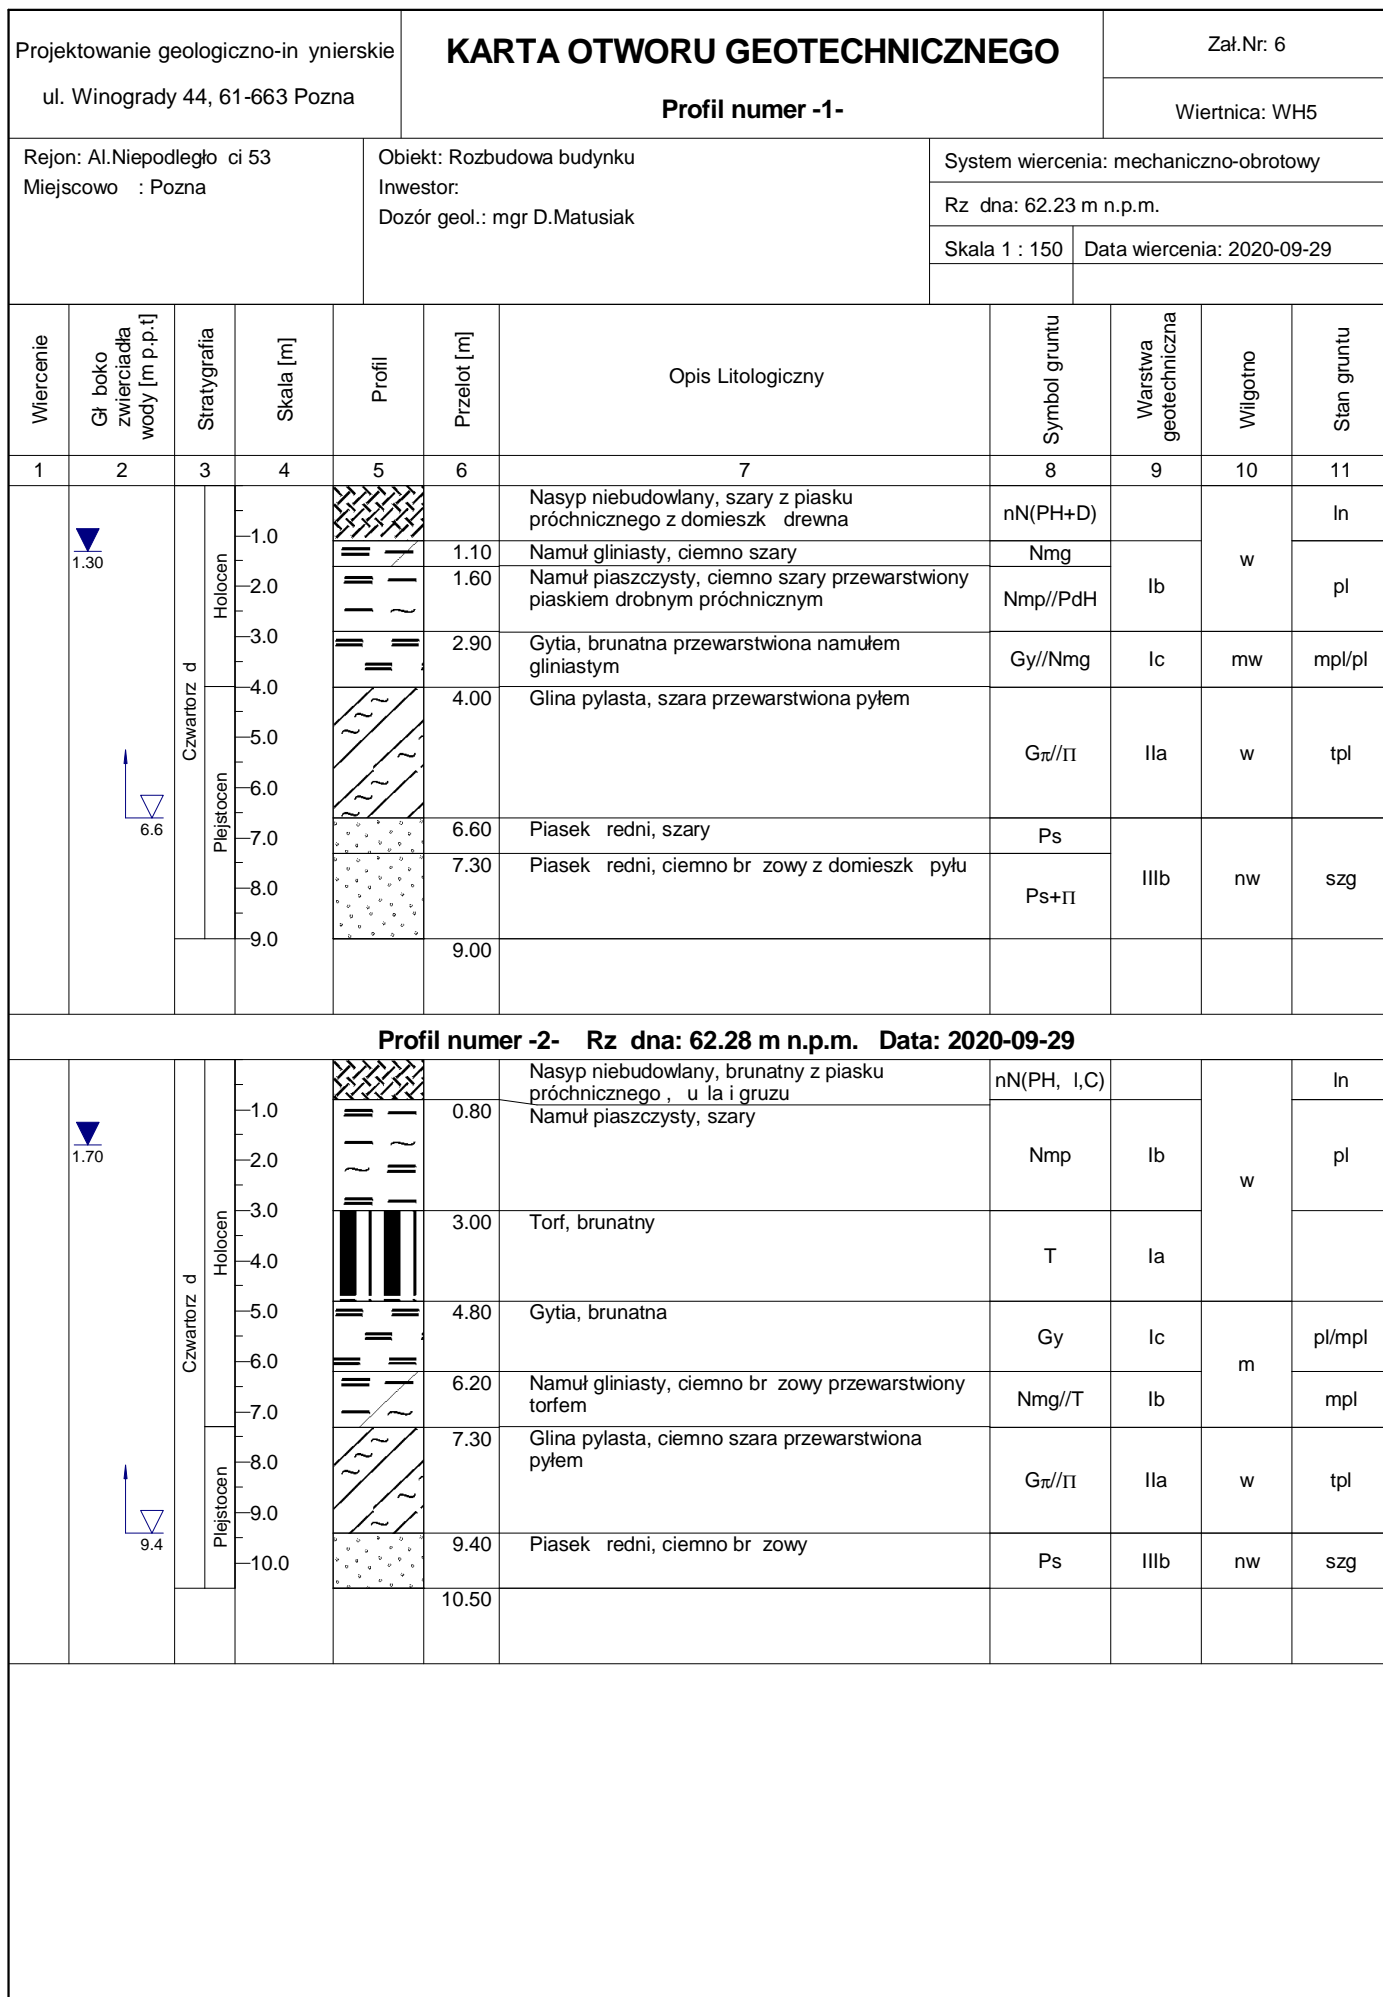 Projektowanie geologiczno-in ynierskie
ul. Winogrady 44, 61-663 Pozna
KARTA OTWORU GEOTECHNICZNEGO
Profil numer -1-
Zał.Nr: 6
Wiertnica: WH5
Rejon: Al.Niepodległo ci 53
Miejscowo : Pozna
Obiekt: Rozbudowa budynku
Inwestor:
Dozór geol.: mgr D.Matusiak
System wiercenia: mechaniczno-obrotowy
Rz dna: 62.23 m n.p.m.
Skala 1 : 150
Data wiercenia: 2020-09-29
Wiercenie
Gł boko
zwierciadła
wody [m p.p.t]
Stratygrafia
Skala [m]
Profil
Przelot [m]
Opis Litologiczny
Symbol gruntu
Warstwa
geotechniczna
Wilgotno
Stan gruntu
1 2 3 4 5 6 7 8 9 10 11
Czwartorz d
Holocen
Plejstocen
1.30
6.6
1.0
2.0
3.0
4.0
5.0
6.0
7.0
8.0
9.0
Nasyp niebudowlany, szary z piasku
próchnicznego z domieszk drewna
nN(PH+D)
w
ln
1.10 Namuł gliniasty, ciemno szary
Nmg
Ib
pl
1.60 Namuł piaszczysty, ciemno szary przewarstwiony
piaskiem drobnym próchnicznym
Nmp//PdH
2.90 Gytia, brunatna przewarstwiona namułem
gliniastym
Gy//Nmg Ic mw mpl/pl
4.00 Glina pylasta, szara przewarstwiona pyłem
Gπ//Π IIa w tpl
6.60 Piasek redni, szary
Ps
7.30 Piasek redni, ciemno br zowy z domieszk pyłu
Ps+Π
IIIb nw szg
9.00
Profil numer -2- Rz dna: 62.28 m n.p.m. Data: 2020-09-29
Czwartorz d
Holocen
Plejstocen
1.70
9.4
1.0
2.0
3.0
4.0
5.0
6.0
7.0
8.0
9.0
10.0
Nasyp niebudowlany, brunatny z piasku
próchnicznego , u la i gruzu
nN(PH, l,C)
ln
0.80 Namuł piaszczysty, szary
Nmp Ib w pl
3.00 Torf, brunatny
T Ia
4.80 Gytia, brunatna
Gy Ic m pl/mpl
6.20 Namuł gliniasty, ciemno br zowy przewarstwiony
torfem
Nmg//T Ib mpl
7.30 Glina pylasta, ciemno szara przewarstwiona
pyłem
Gπ//Π IIa w tpl
9.40 Piasek redni, ciemno br zowy
Ps IIIb nw szg
10.50